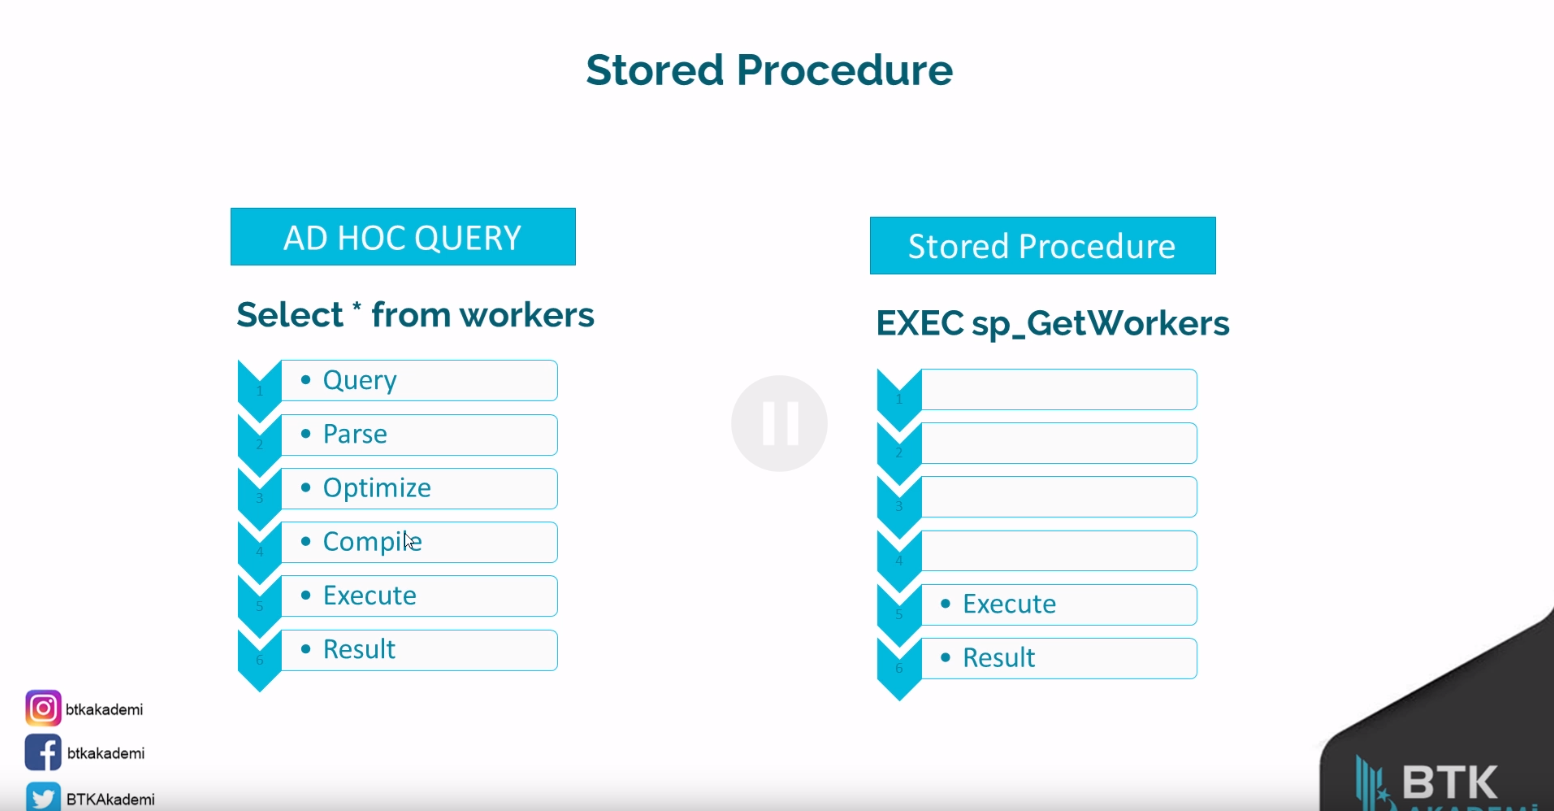 Stored Procedure
AD HOC QUERY
Select * from workers
1
• Query
2
• Parse
3
• Optimize
4
• Compile
5
• Execute
6
• Result
Stored Procedure
EXEC sp_GetWorkers
1
2
3
4
5
• Execute
6
• Result
btkakademi
btkakademi
BTKAkademi
BTK
AKADEMİ